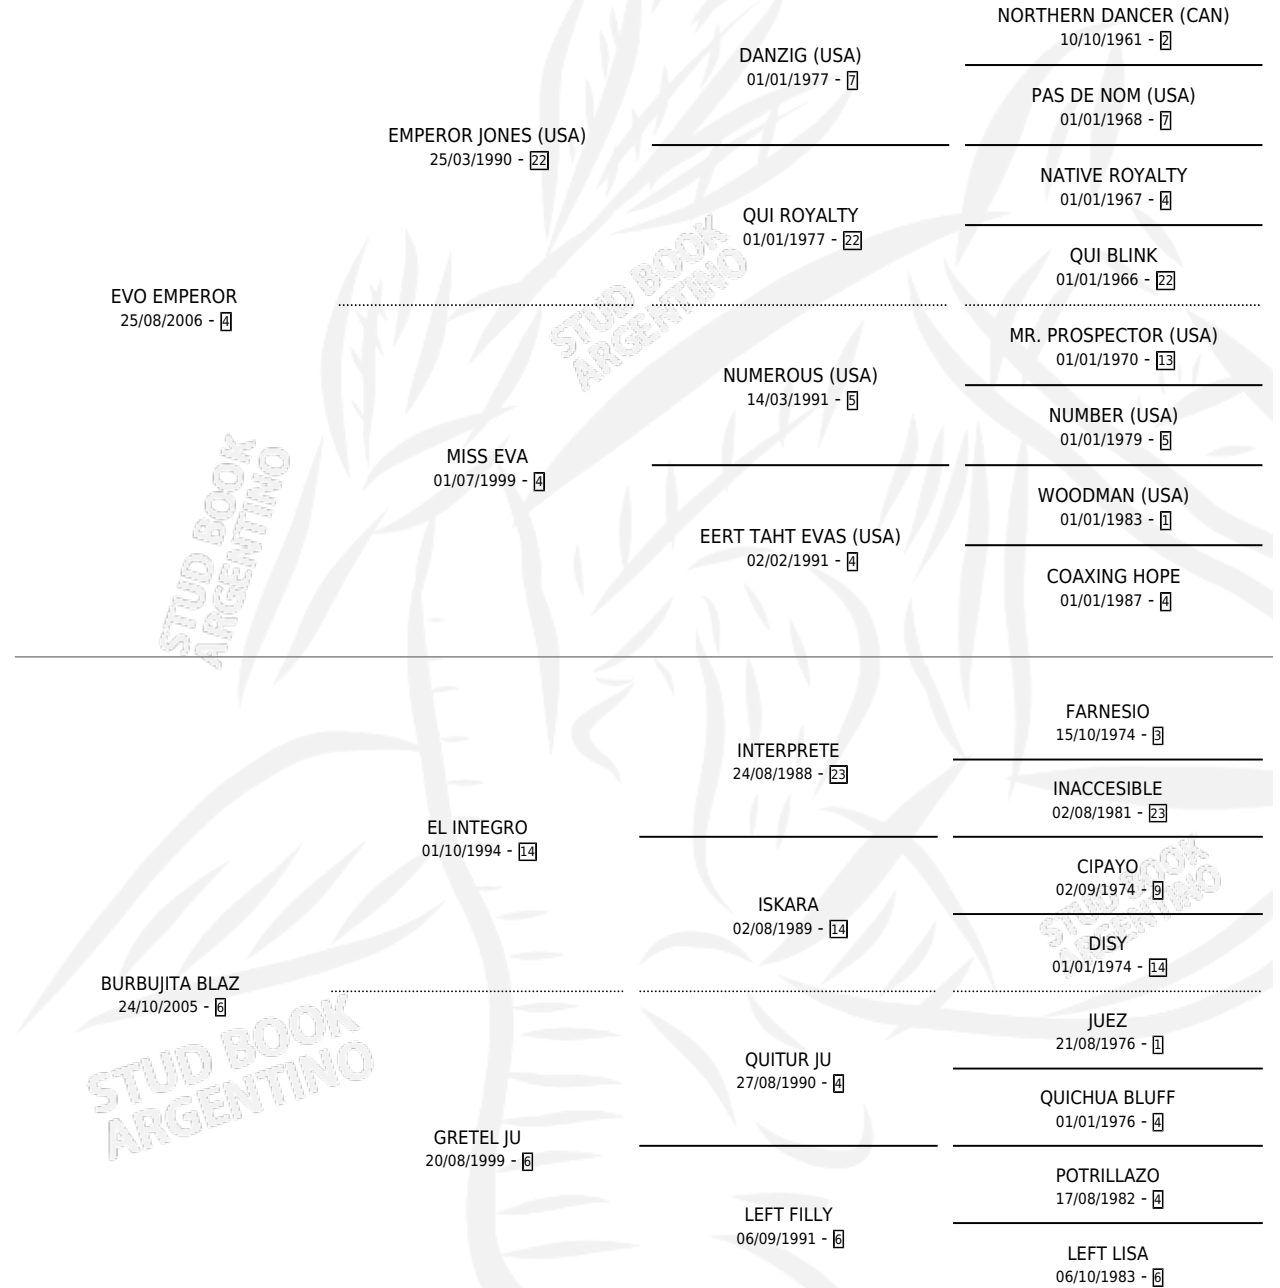 NORTHERN DANCER (CAN)
10/10/1961 - 2
DANZIG (USA)
01/01/1977 - 7
PAS DE NOM (USA)
01/01/1968 - 7
EMPEROR JONES (USA)
25/03/1990 - 22
NATIVE ROYALTY
01/01/1967 - 4
QUI ROYALTY
01/01/1977 - 22
QUI BLINK
01/01/1966 - 22
EVO EMPEROR
25/08/2006 - 4
MR. PROSPECTOR (USA)
01/01/1970 - 13
NUMEROUS (USA)
14/03/1991 - 5
NUMBER (USA)
01/01/1979 - 5
MISS EVA
01/07/1999 - 4
WOODMAN (USA)
01/01/1983 - 1
EERT TAHT EVAS (USA)
02/02/1991 - 4
COAXING HOPE
01/01/1987 - 4
FARNESIO
15/10/1974 - 3
INTERPRETE
24/08/1988 - 23
INACCESIBLE
02/08/1981 - 23
EL INTEGRO
01/10/1994 - 14
CIPAYO
02/09/1974 - 9
ISKARA
02/08/1989 - 14
DISY
01/01/1974 - 14
BURBUJITA BLAZ
24/10/2005 - 6
JUEZ
21/08/1976 - 1
QUITUR JU
27/08/1990 - 4
QUICHUA BLUFF
01/01/1976 - 4
GRETEL JU
20/08/1999 - 6
POTRILLAZO
17/08/1982 - 4
LEFT FILLY
06/09/1991 - 6
LEFT LISA
06/10/1983 - 6
STUD BOOK
ARGENTINO
STUD BOOK
ARGENTINO
STUD BOOK
ARGENTINO
STUD BOOK
ARGENTINO